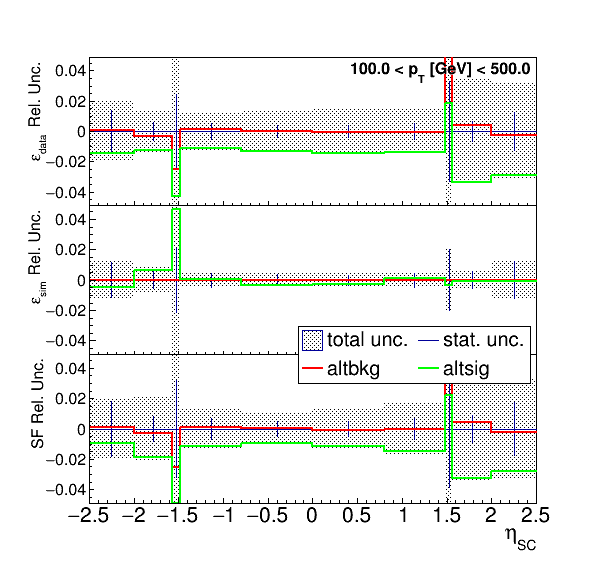 100.0 < p_T [GeV] < 500.0
ε_data Rel. Unc.
0.04
0.02
0
−0.02
−0.04
ε_sim Rel. Unc.
0.04
0.02
0
−0.02
−0.04
total unc. stat. unc.
altbkg altsig
SF Rel. Unc.
0.04
0.02
0
−0.02
−0.04
−2.5 −2 −1.5 −1 −0.5 0 0.5 1 1.5 2 2.5
η_SC